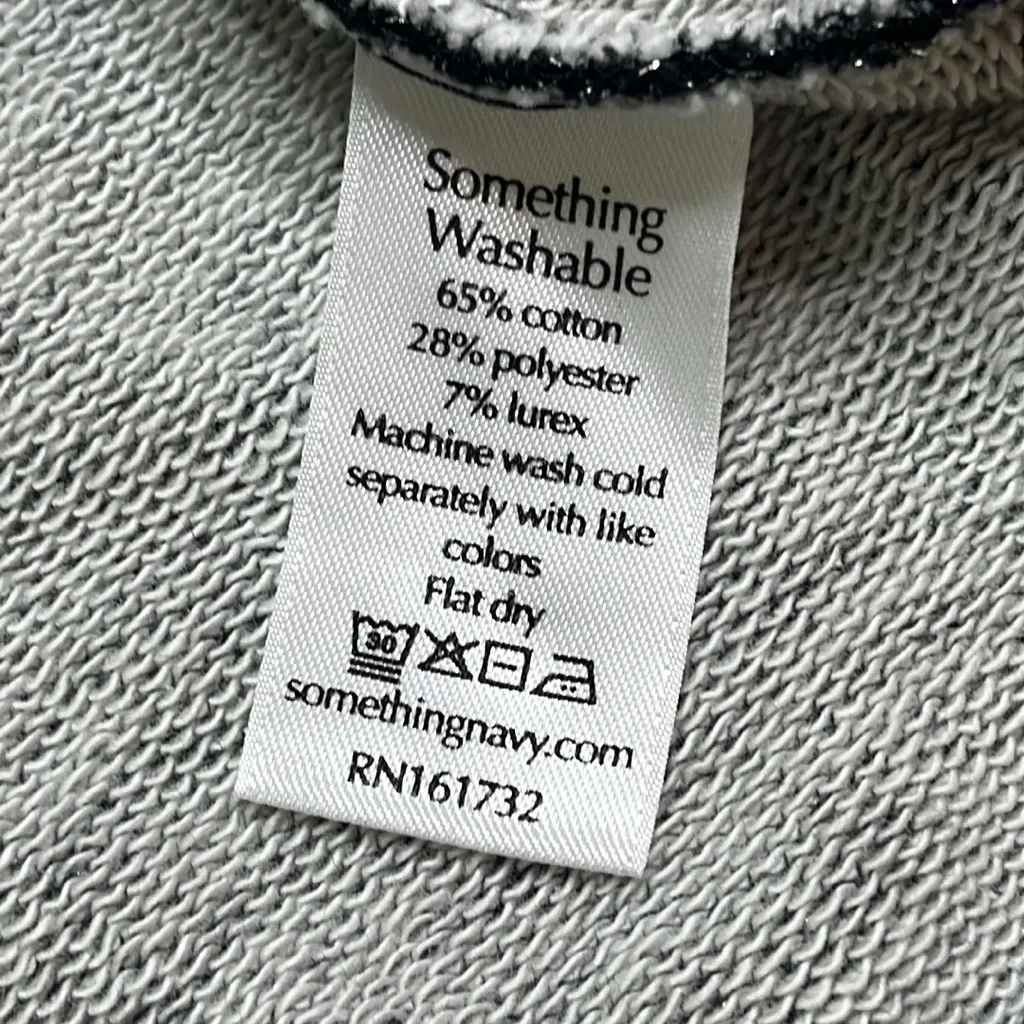 Something
Washable
65% cotton
28% polyester
7% lurex
Machine wash cold
separately with like
colors
Flat dry
30
somethingnavy.com
RN161732